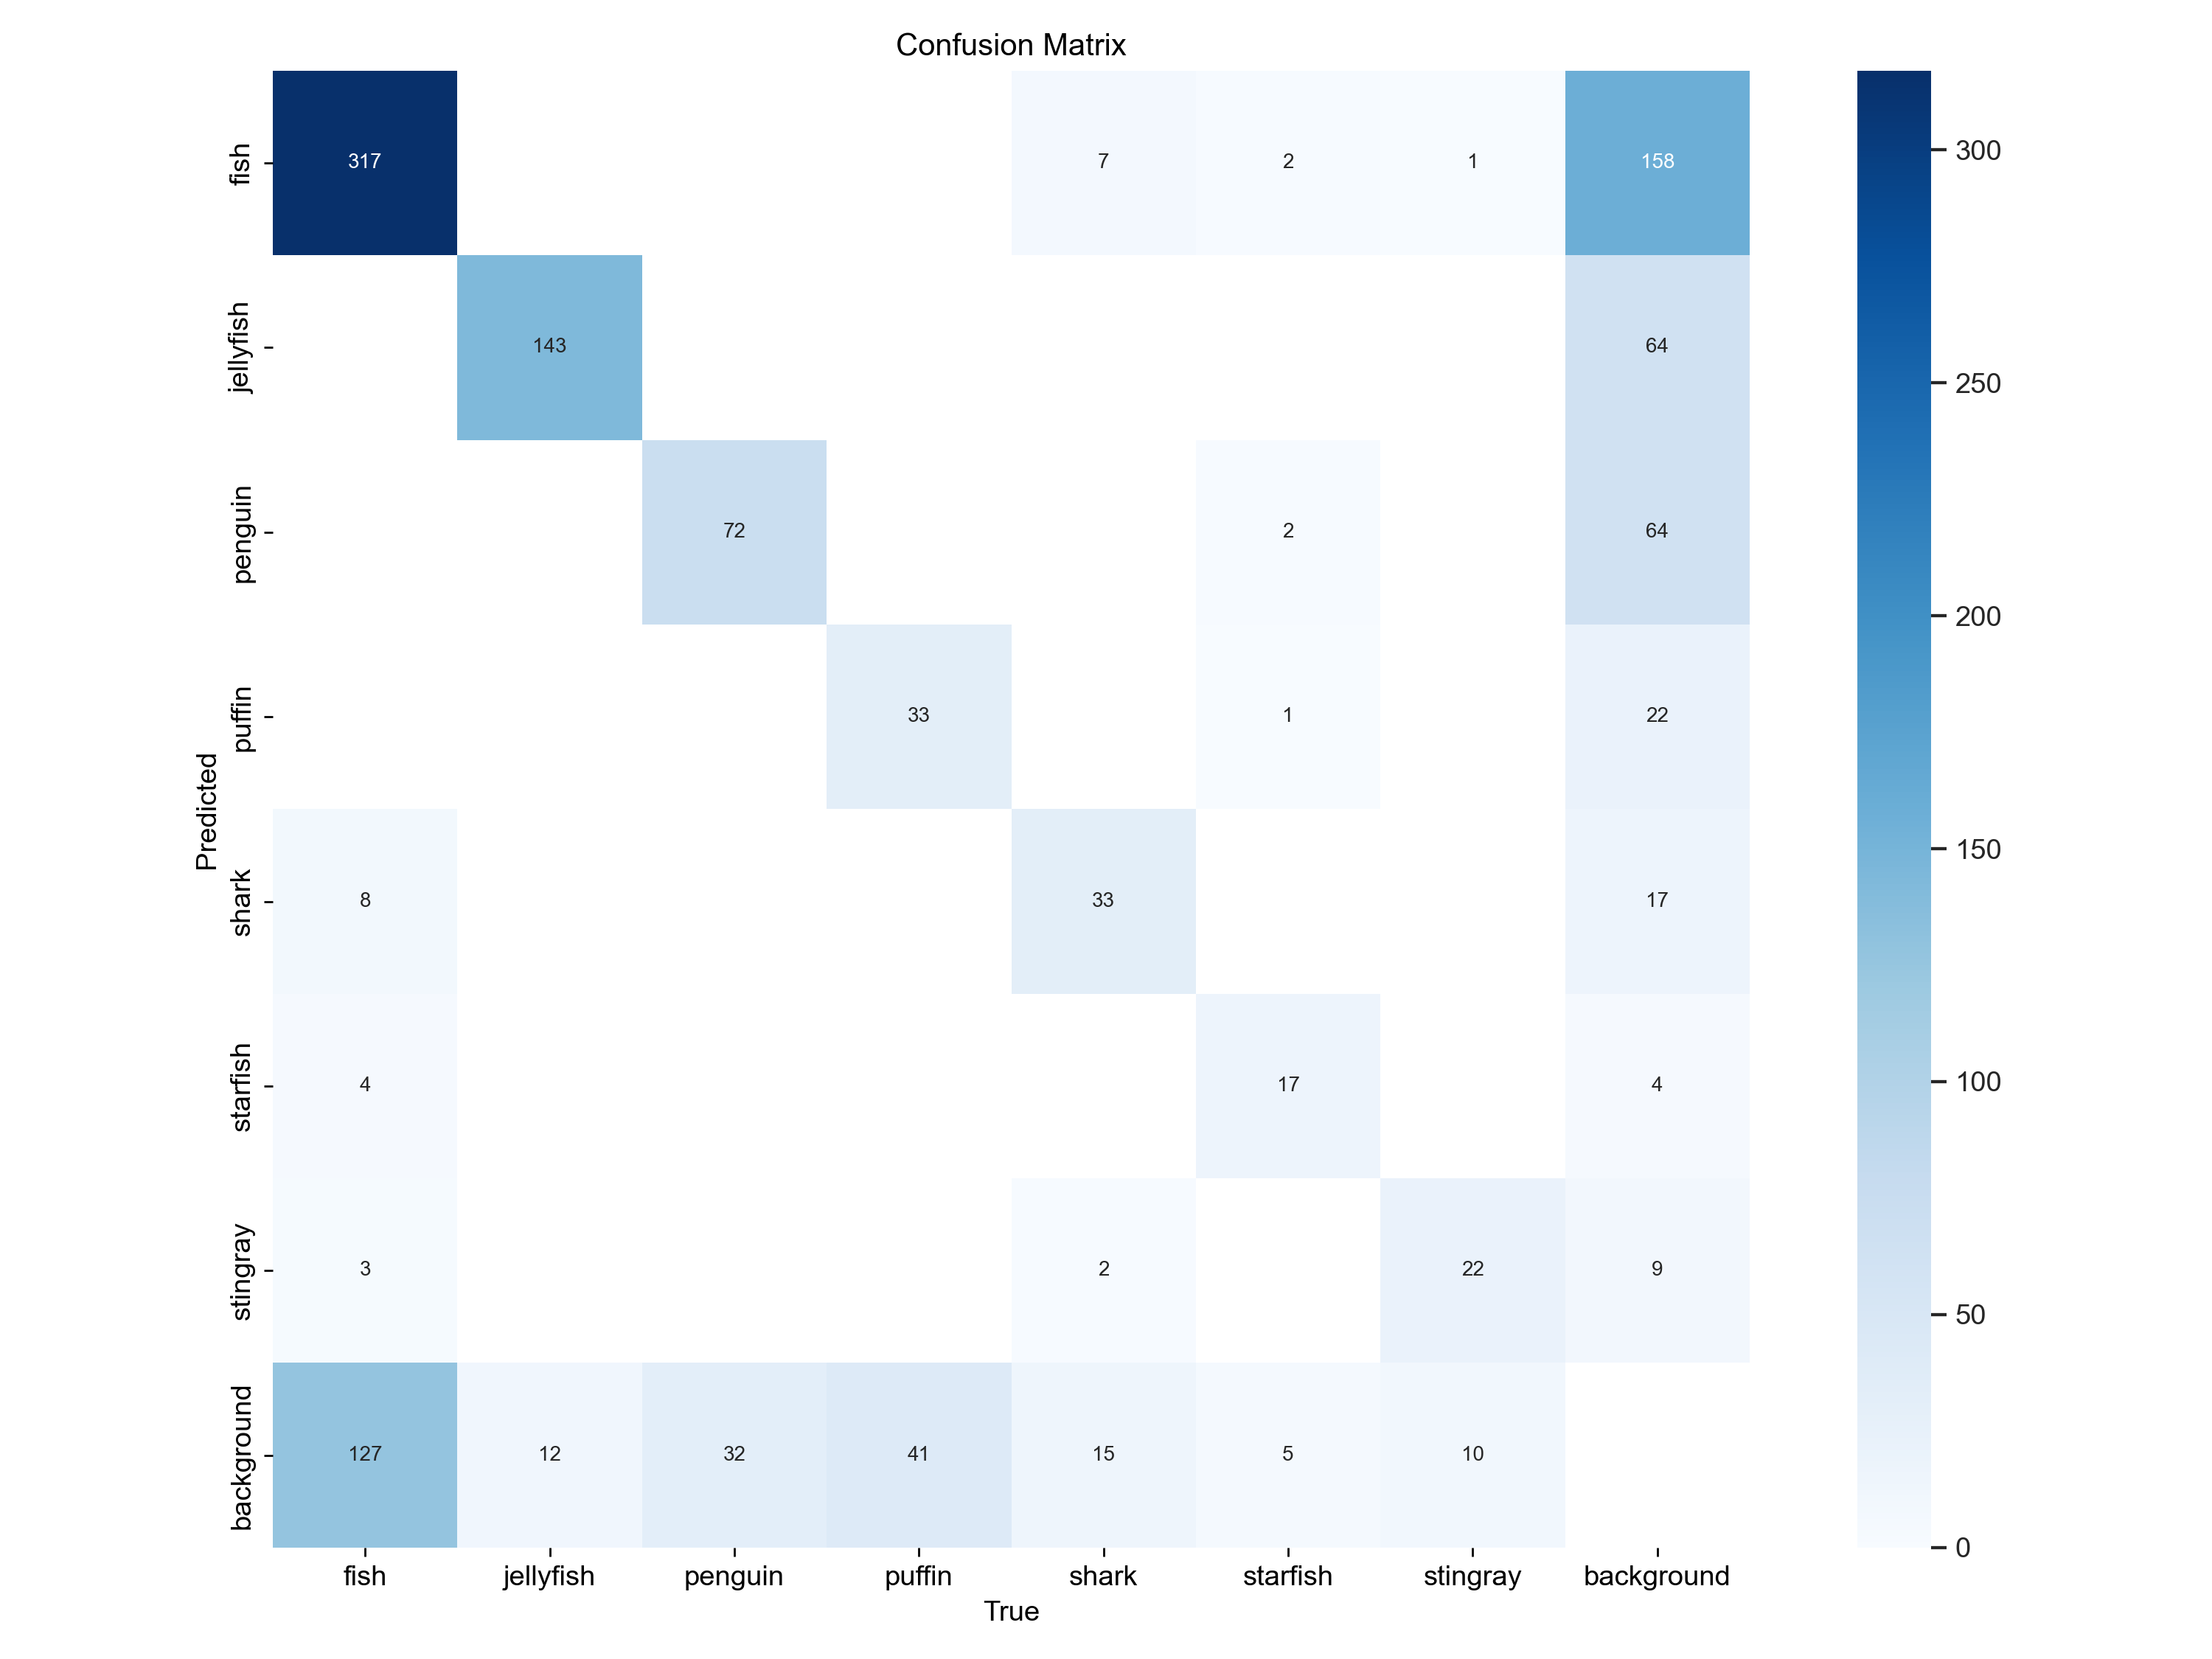 Confusion Matrix
fish 317 7 2 1 158
jellyfish 143 64
penguin 72 2 64
puffin 33 1 22
shark 8 33 17
starfish 4 17 4
stingray 3 2 22 9
background 127 12 32 41 15 5 10
fish jellyfish penguin puffin shark starfish stingray background
True
Predicted
300
250
200
150
100
50
0